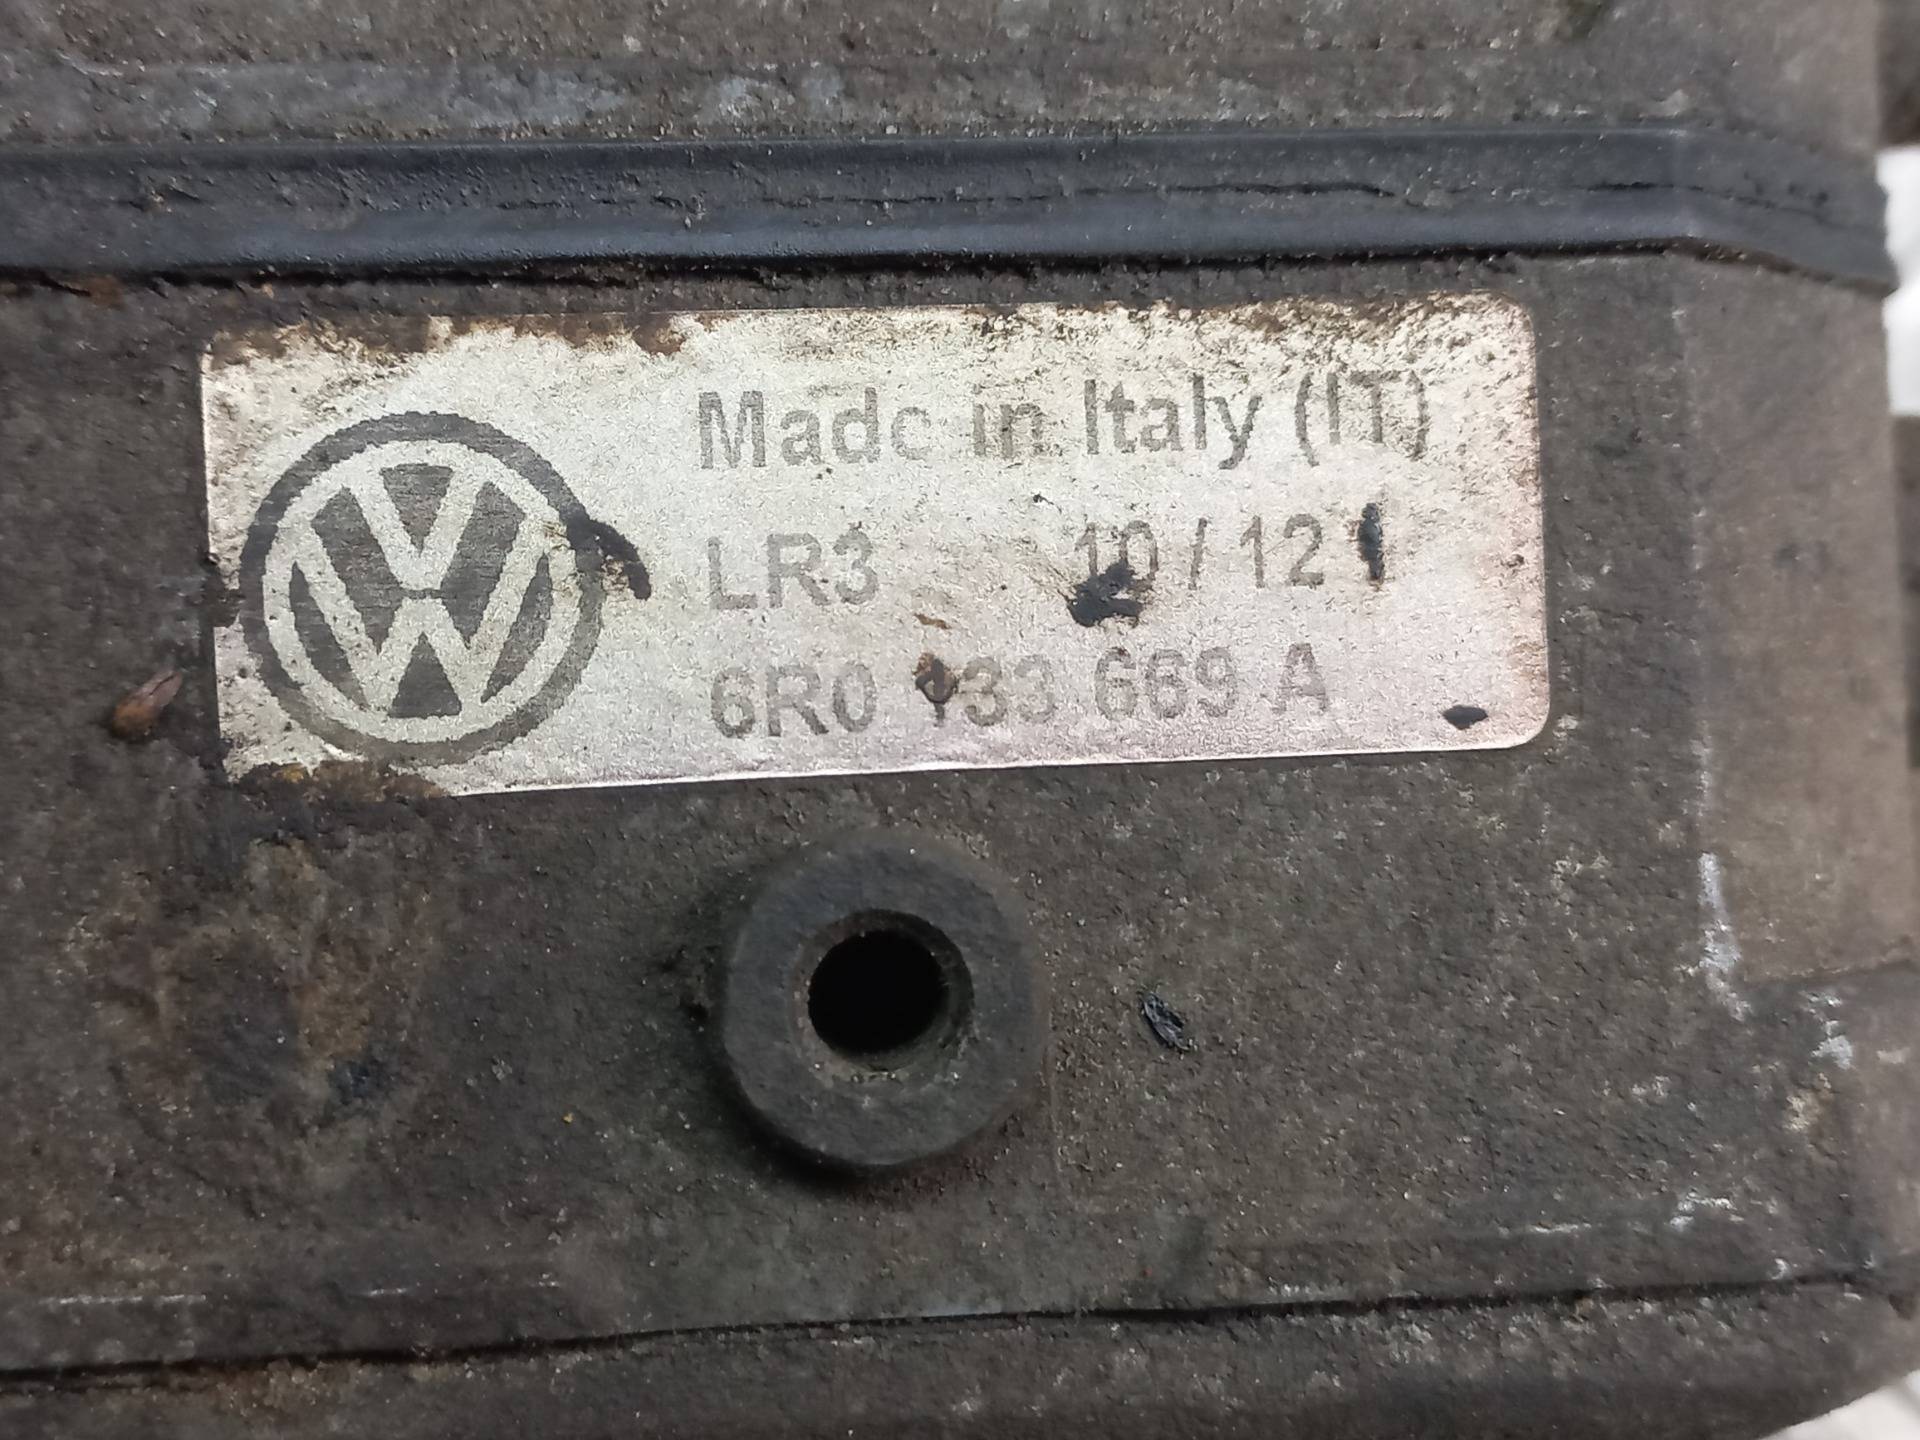 Made in Italy (IT)
LR3 10 / 12
6R0 133 669 A